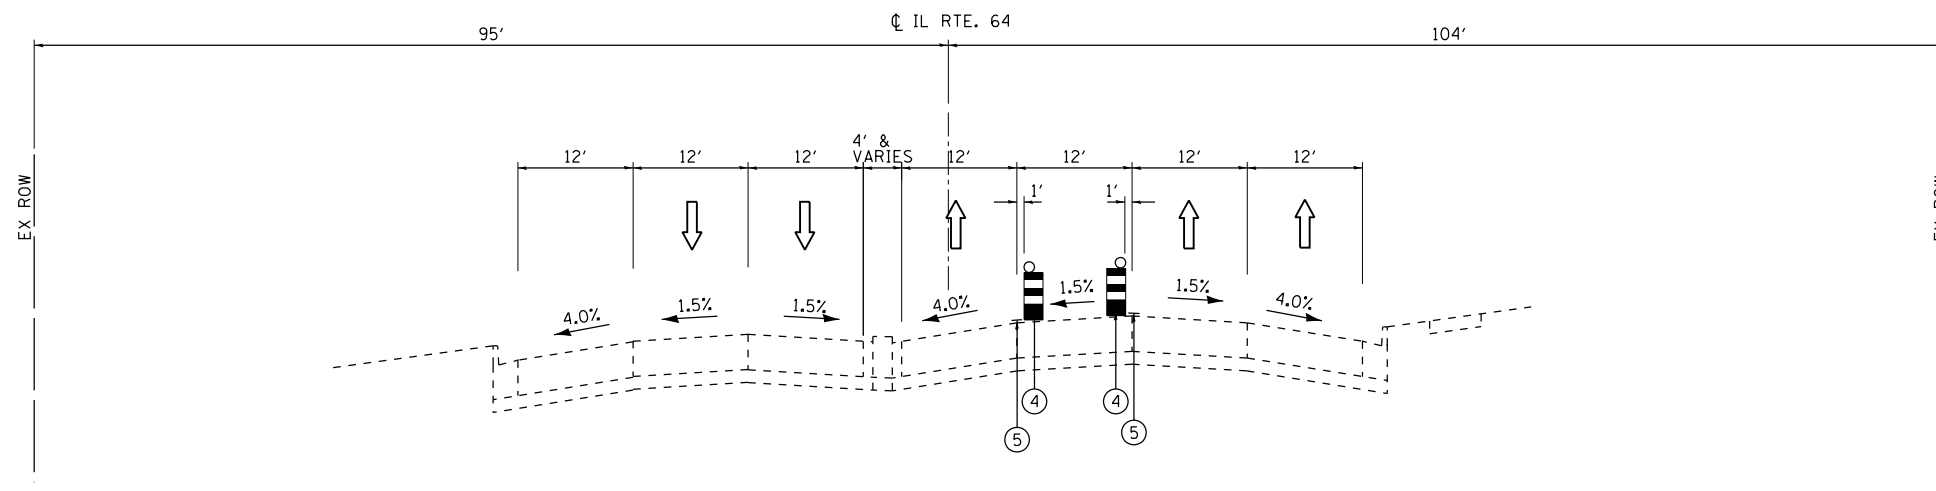 ℄ IL RTE. 64
95' 104'
4' &
VARIES
12' 12' 12' 12' 12' 12' 12'
1' 1'
EX ROW
4.0% 1.5% 1.5% 4.0% 1.5% 1.5% 4.0%
4 4
5 5